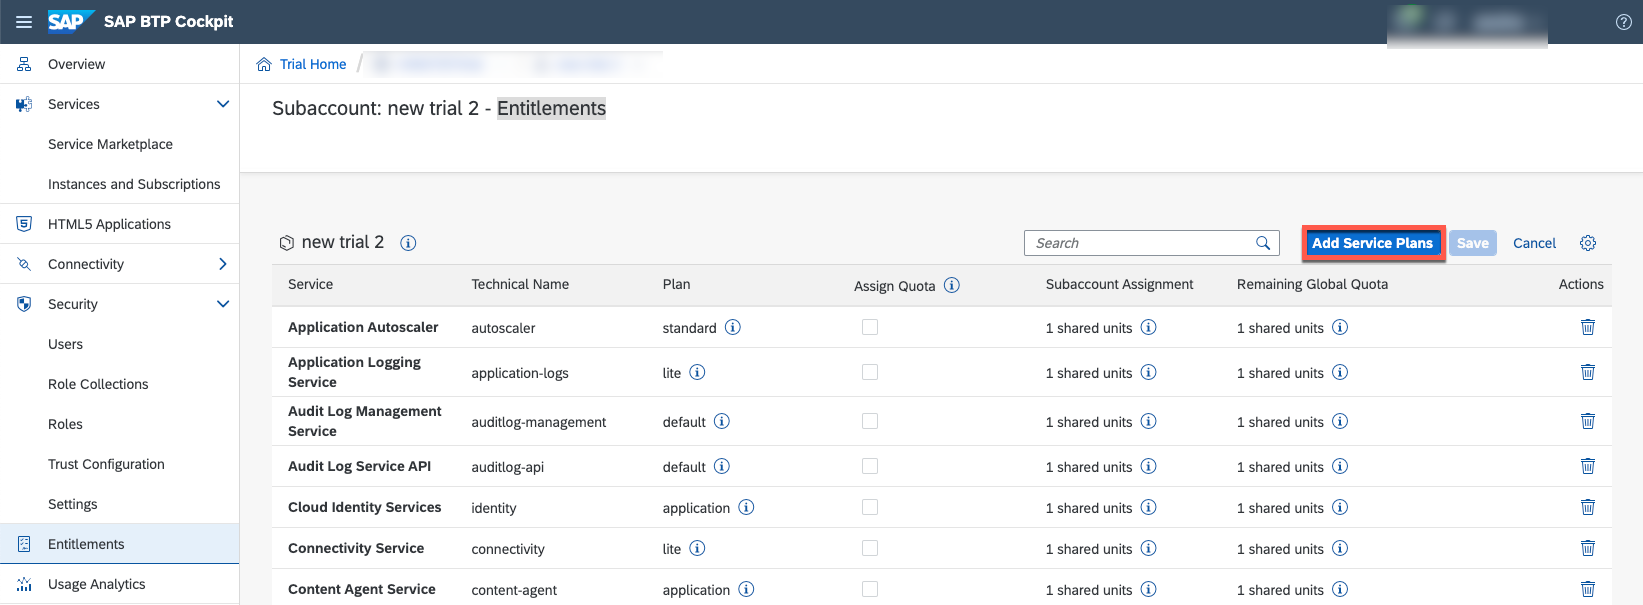 SAP SAP BTP Cockpit
Overview
Services
Service Marketplace
Instances and Subscriptions
HTML5 Applications
Connectivity
Security
Users
Role Collections
Roles
Trust Configuration
Settings
Entitlements
Usage Analytics
Trial Home /
Subaccount: new trial 2 - Entitlements
new trial 2
Search
Add Service Plans
Save
Cancel
Service Technical Name Plan Assign Quota Subaccount Assignment Remaining Global Quota Actions
Application Autoscaler autoscaler standard 1 shared units 1 shared units
Application Logging
Service application-logs lite 1 shared units 1 shared units
Audit Log Management
Service auditlog-management default 1 shared units 1 shared units
Audit Log Service API auditlog-api default 1 shared units 1 shared units
Cloud Identity Services identity application 1 shared units 1 shared units
Connectivity Service connectivity lite 1 shared units 1 shared units
Content Agent Service content-agent application 1 shared units 1 shared units